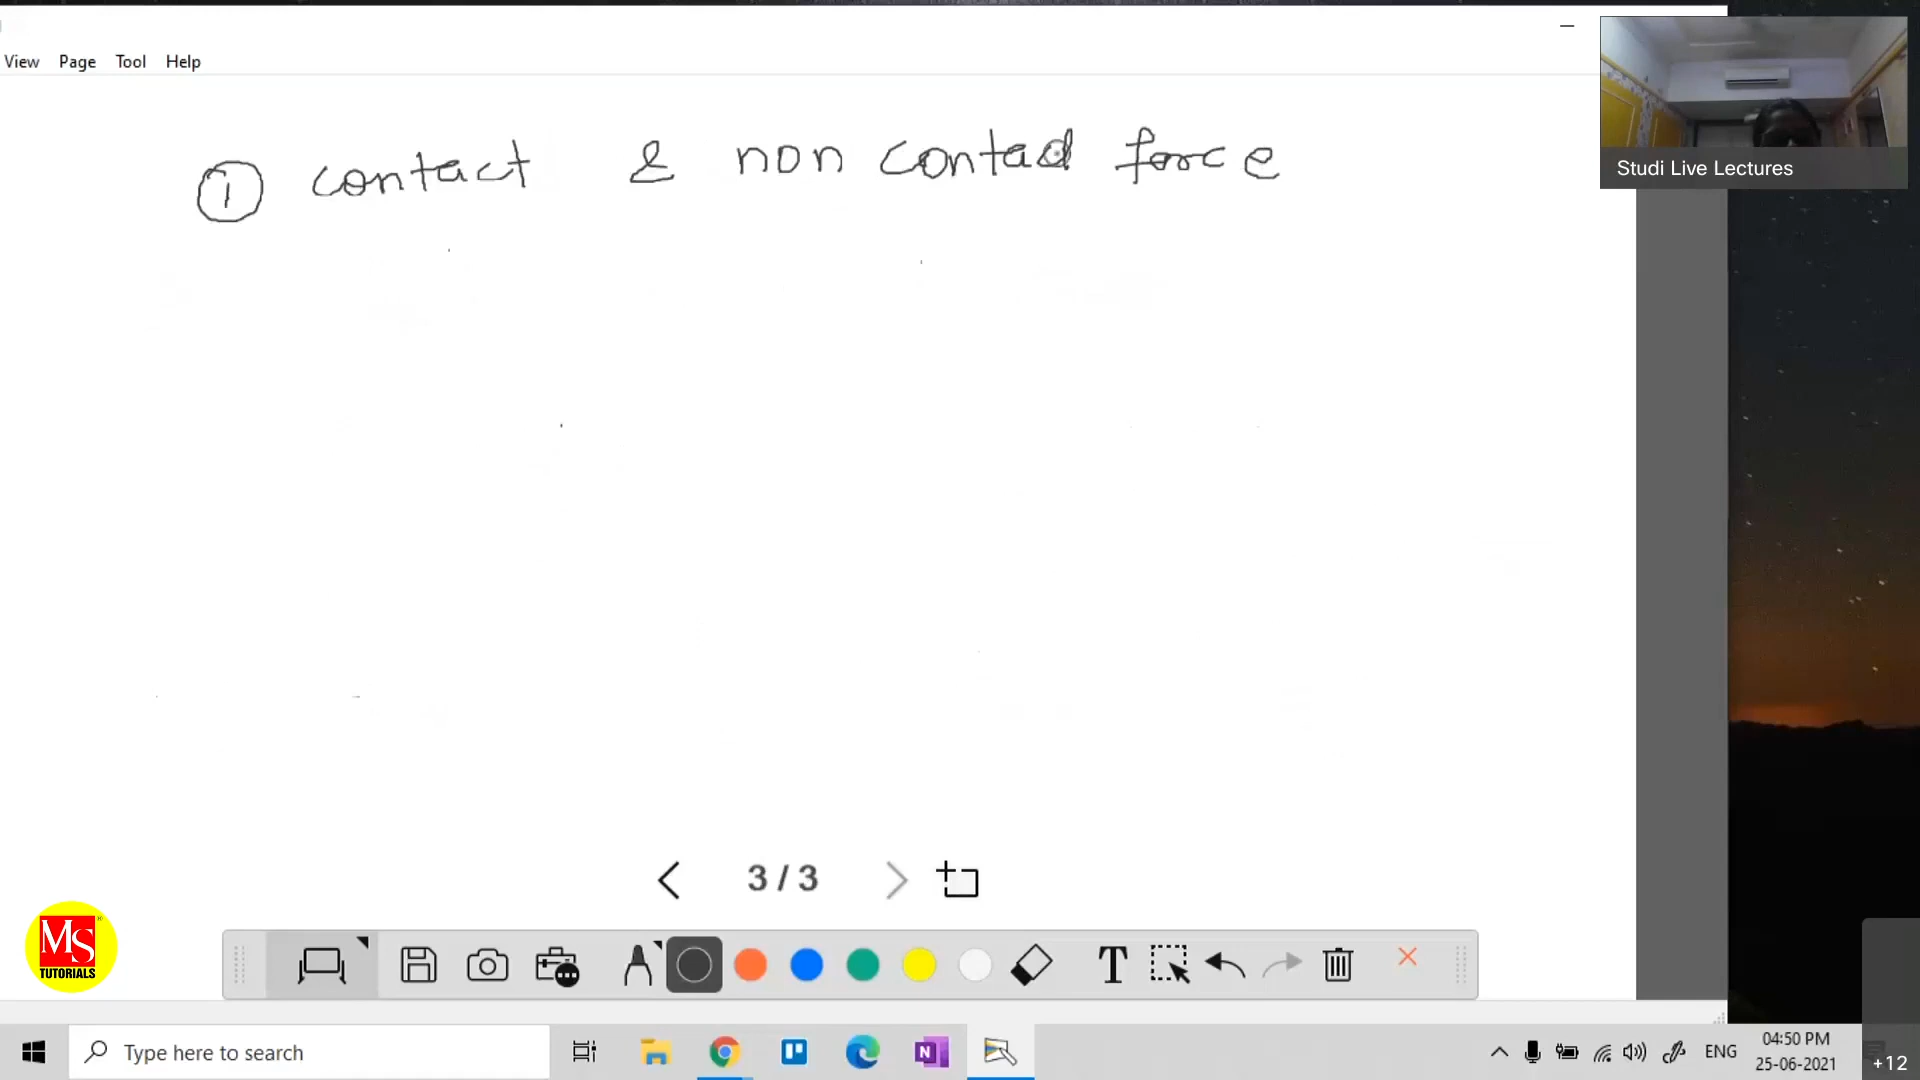 Studi Live Lectures
View Page Tool Help
① contact & non contact force
3 / 3
MS
TUTORIALS
T
Type here to search
N
ENG
04:50 PM
25-06-2021
+12